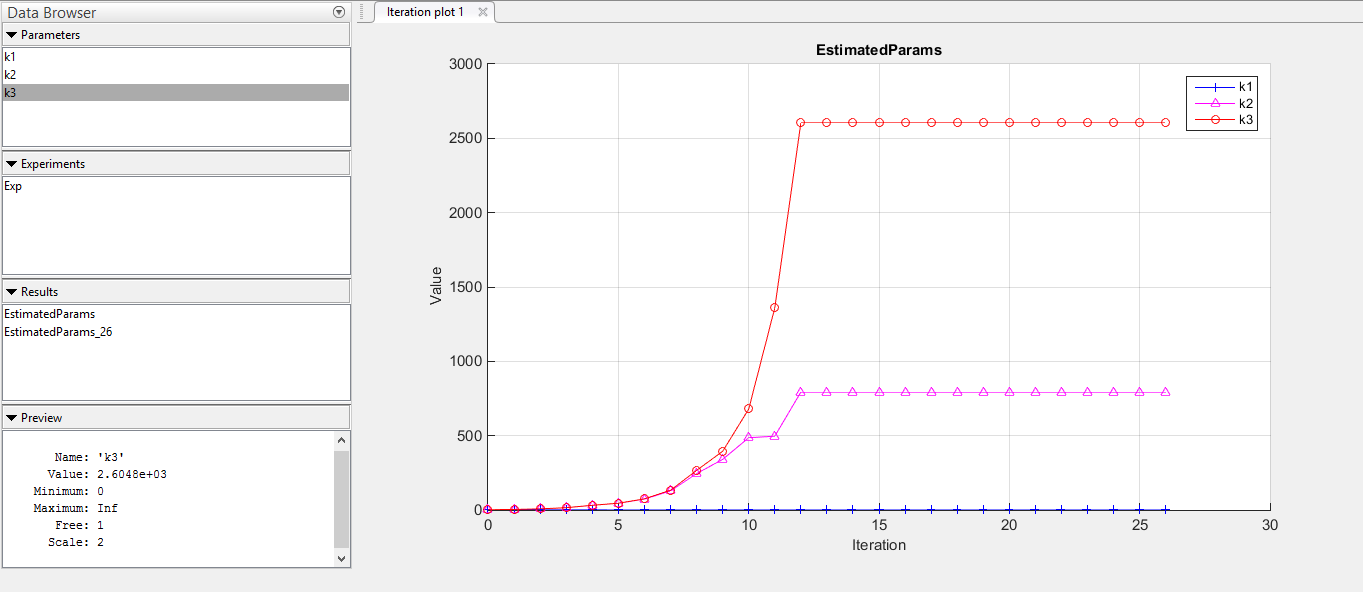 Data Browser
Parameters
k1
k2
k3
Experiments
Exp
Results
EstimatedParams
EstimatedParams_26
Preview
Name: 'k3'
Value: 2.6048e+03
Minimum: 0
Maximum: Inf
Free: 1
Scale: 2
Iteration plot 1
EstimatedParams
3000
2500
2000
1500
1000
500
0
Value
0 5 10 15 20 25 30
Iteration
k1
k2
k3